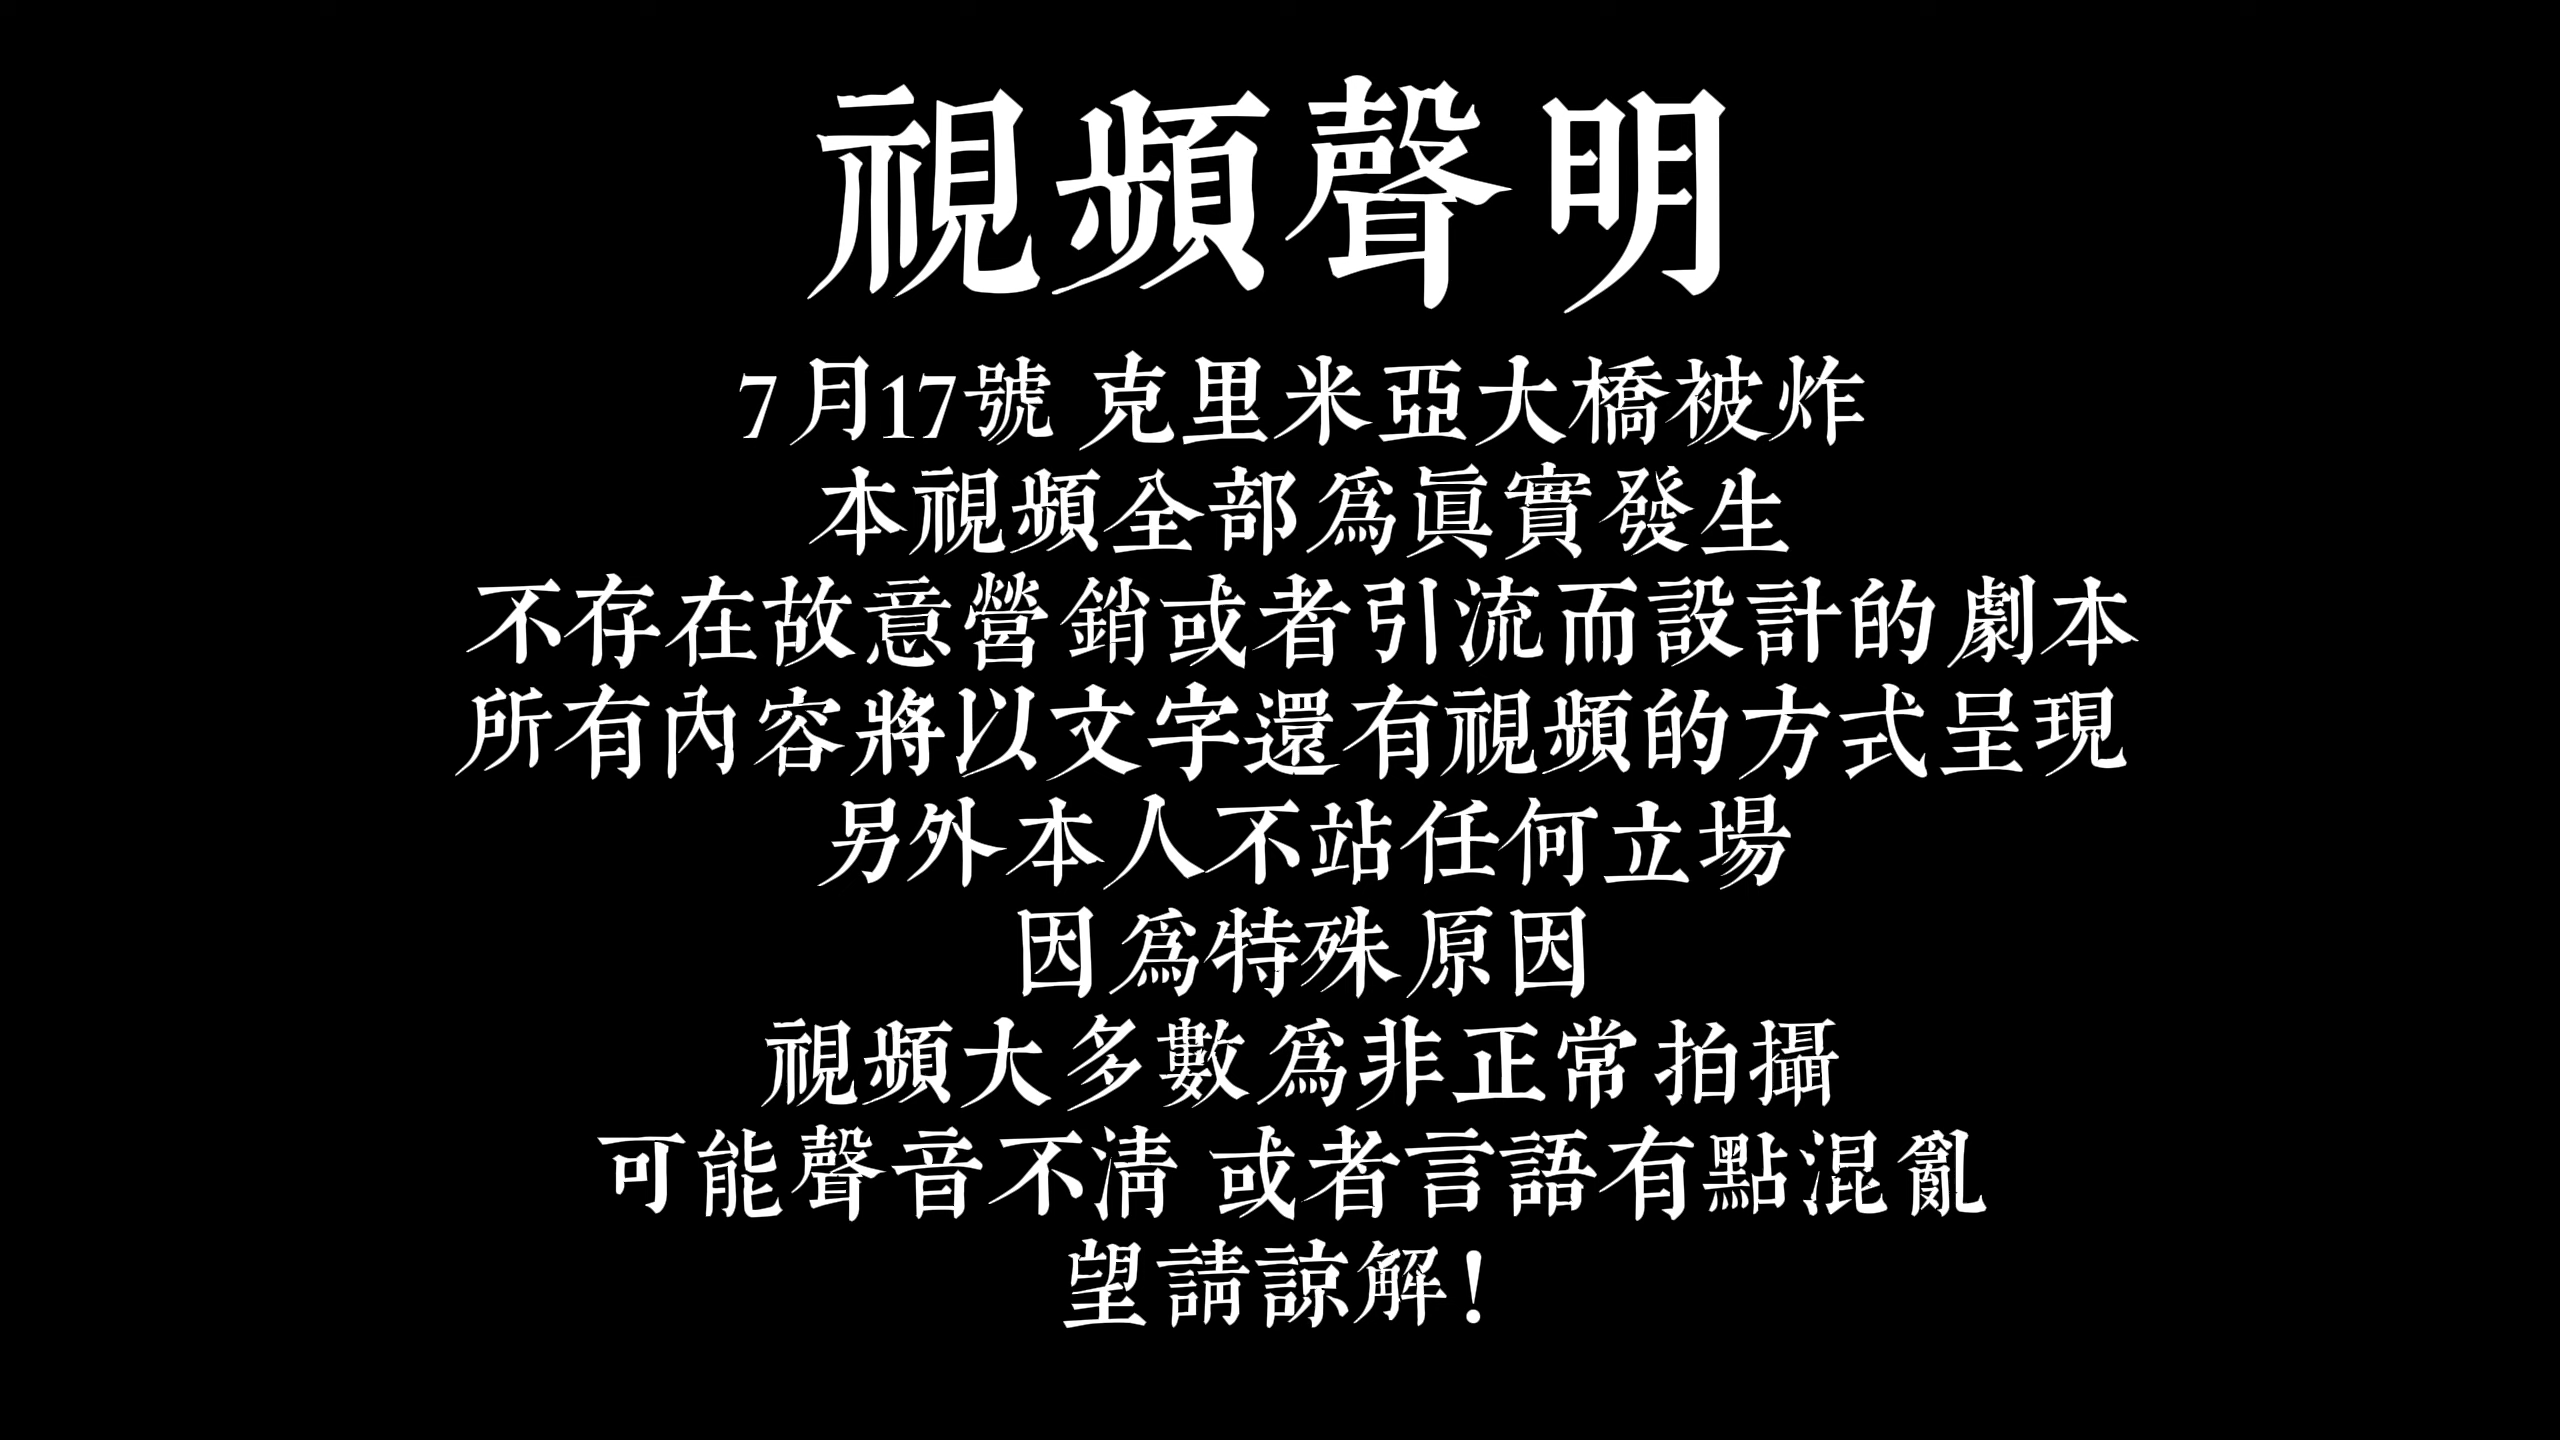 視頻聲明
7月17號 克里米亞大橋被炸
本視頻全部爲眞實發生
不存在故意營銷或者引流而設計的劇本
所有內容將以文字還有視頻的方式呈現
另外本人不站任何立場
因爲特殊原因
視頻大多數爲非正常拍攝
可能聲音不淸 或者言語有點混亂
望請諒解!